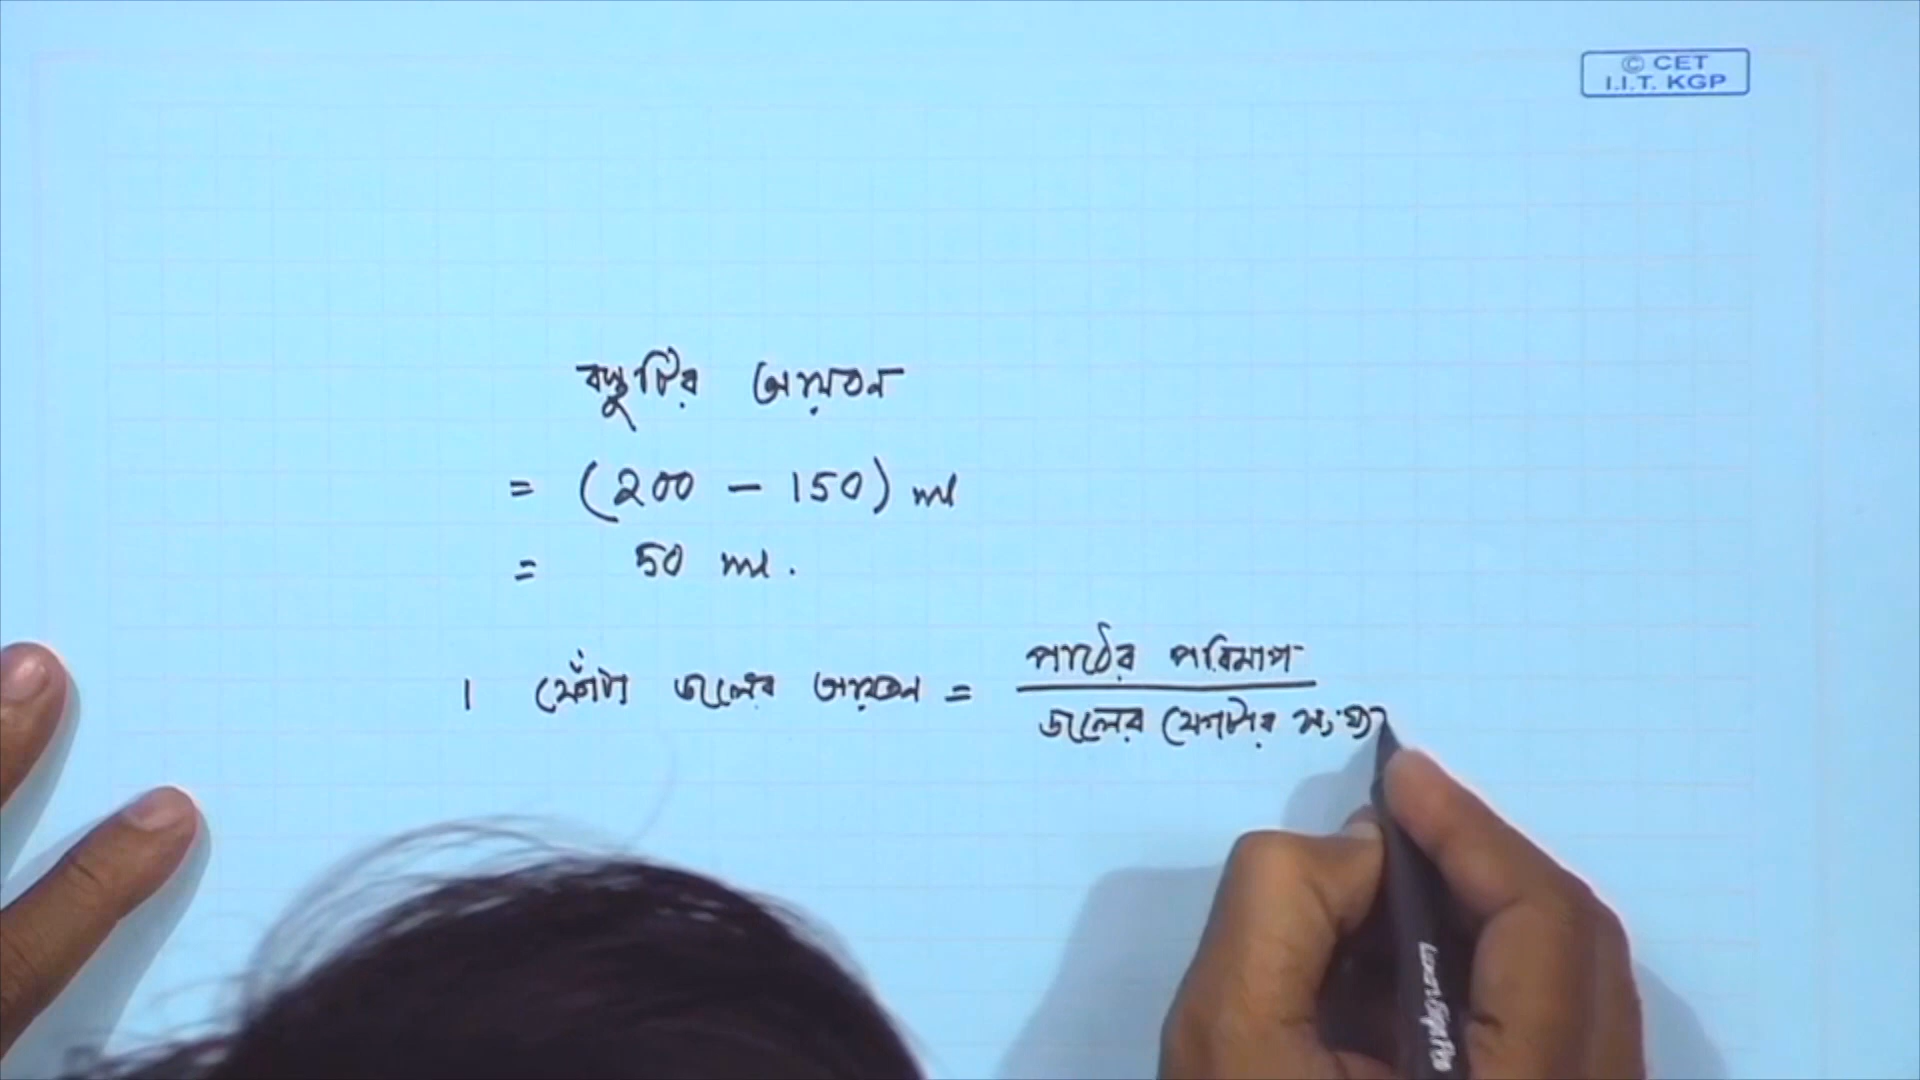 © CET
I.I.T. KGP
বস্তুটির আয়তন
= (200 - 150) ml
= 50 ml.
1 ফোঁটা জলের আয়তন = পাঠের পরিমাপ
জলের ফোটার সংখ্যা